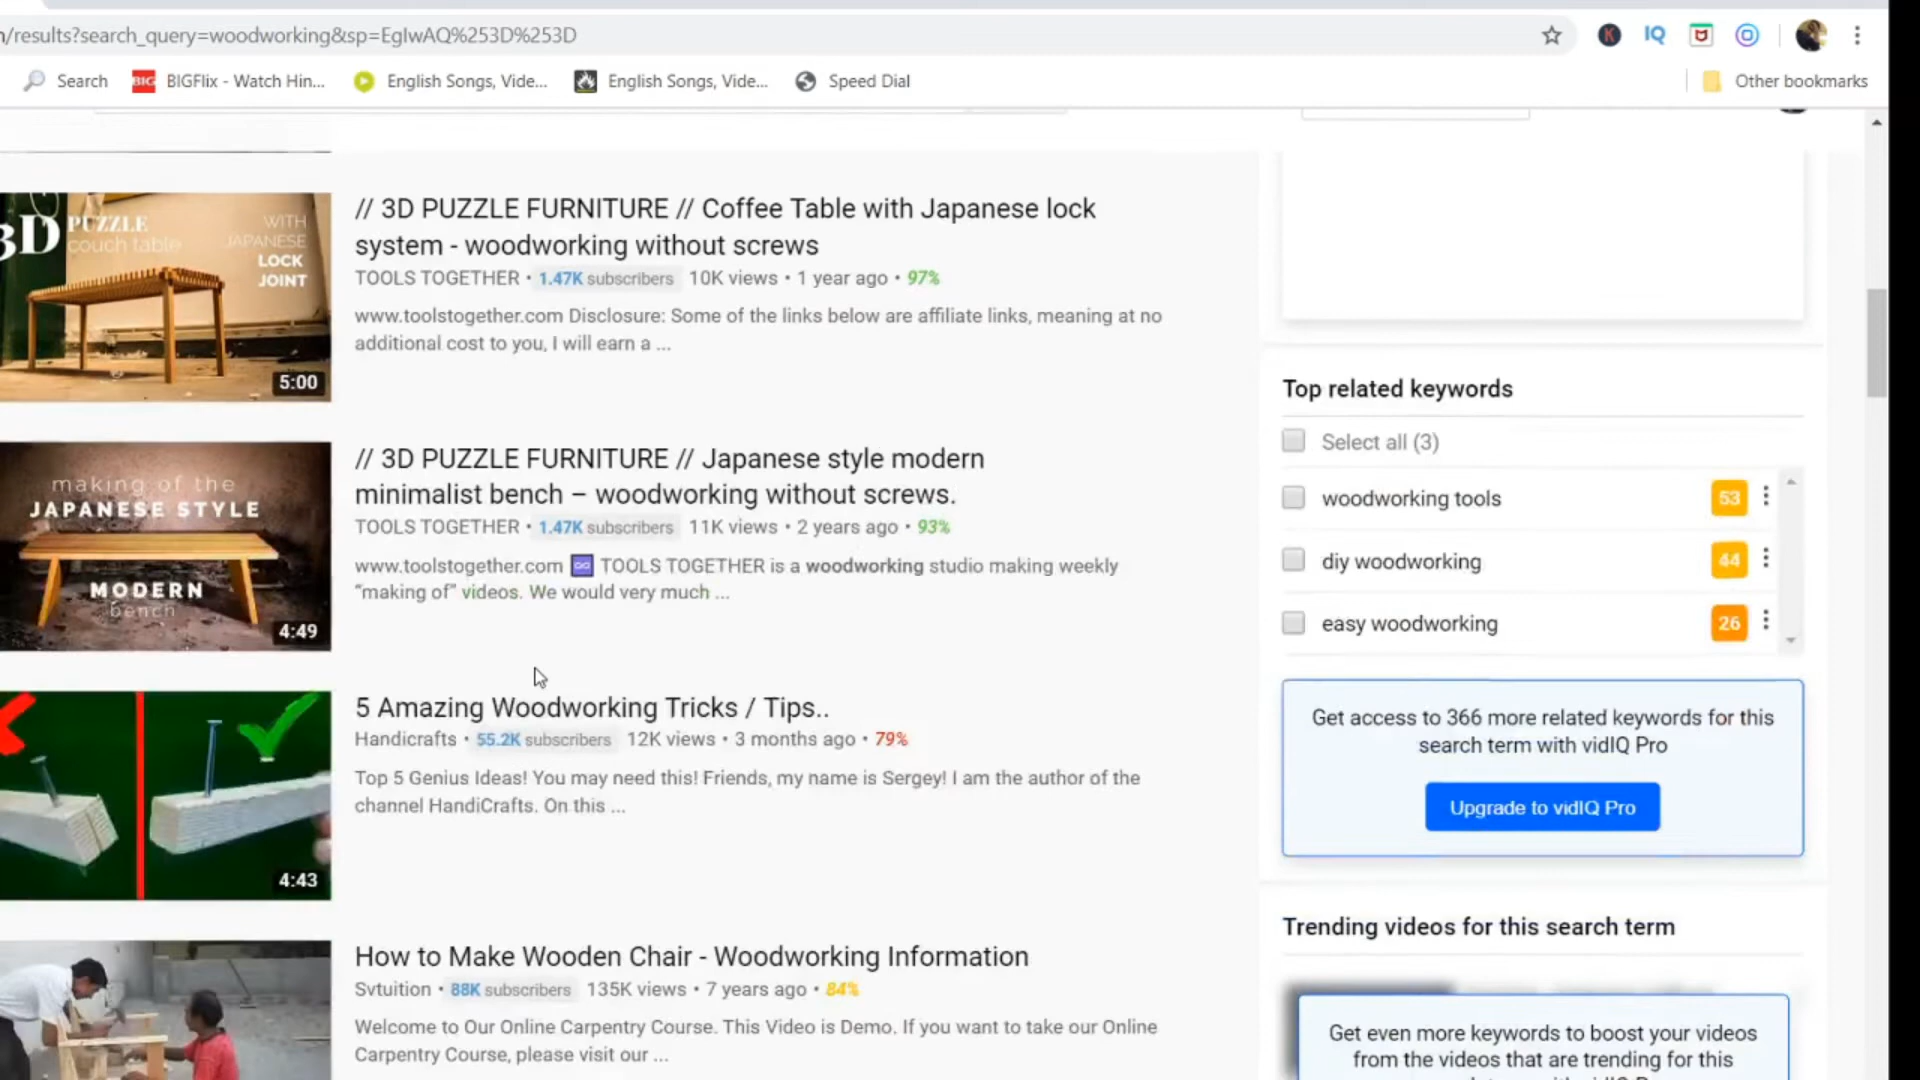 /results?search_query=woodworking&sp=EgIwAQ%253D%253D
IQ
Search
BIG
BIGFlix - Watch Hin...
English Songs, Vide...
English Songs, Vide...
Speed Dial
Other bookmarks
3D PUZZLE
couch table
WITH
JAPANESE
LOCK
JOINT
5:00
// 3D PUZZLE FURNITURE // Coffee Table with Japanese lock
system - woodworking without screws
TOOLS TOGETHER • 1.47K subscribers 10K views • 1 year ago • 97%
www.toolstogether.com Disclosure: Some of the links below are affiliate links, meaning at no
additional cost to you, I will earn a ...
making of the
JAPANESE STYLE
MODERN
bench
4:49
// 3D PUZZLE FURNITURE // Japanese style modern
minimalist bench – woodworking without screws.
TOOLS TOGETHER • 1.47K subscribers 11K views • 2 years ago • 93%
www.toolstogether.com ♾ TOOLS TOGETHER is a woodworking studio making weekly
“making of” videos. We would very much ...
4:43
5 Amazing Woodworking Tricks / Tips..
Handicrafts • 55.2K subscribers 12K views • 3 months ago • 79%
Top 5 Genius Ideas! You may need this! Friends, my name is Sergey! I am the author of the
channel HandiCrafts. On this ...
How to Make Wooden Chair - Woodworking Information
Svtuition • 88K subscribers 135K views • 7 years ago • 84%
Welcome to Our Online Carpentry Course. This Video is Demo. If you want to take our Online
Carpentry Course, please visit our ...
Top related keywords
Select all (3)
woodworking tools 53
diy woodworking 44
easy woodworking 26
Get access to 366 more related keywords for this
search term with vidIQ Pro
Upgrade to vidIQ Pro
Trending videos for this search term
Get even more keywords to boost your videos
from the videos that are trending for this